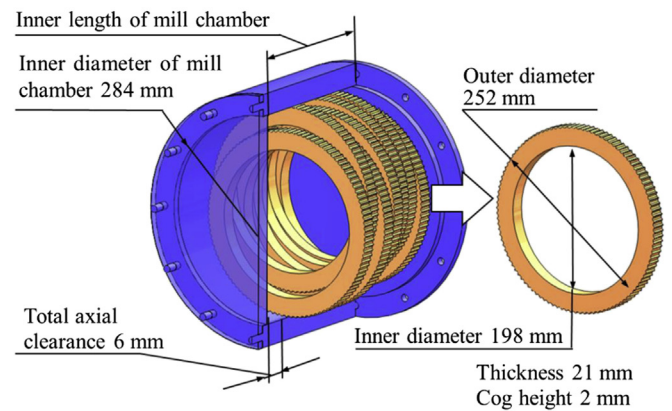 Inner length of mill chamber
Inner diameter of mill
chamber 284 mm
Outer diameter
252 mm
Total axial
clearance 6 mm
Inner diameter 198 mm
Thickness 21 mm
Cog height 2 mm